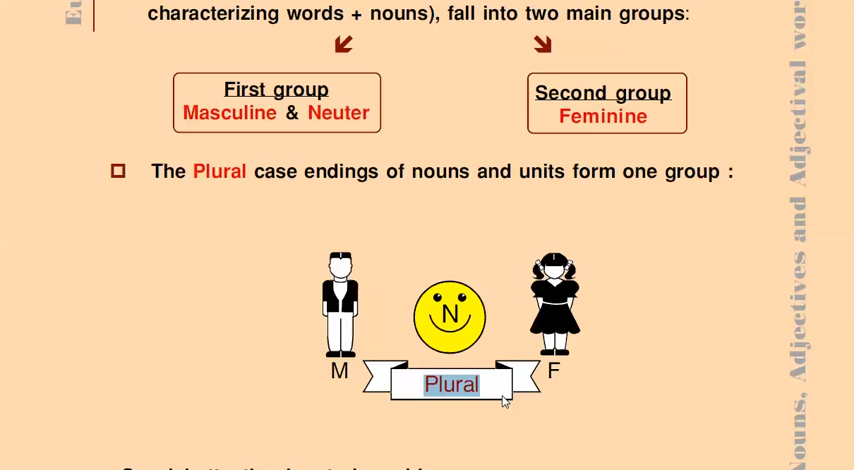 characterizing words + nouns), fall into two main groups:
First group
Masculine & Neuter
Second group
Feminine
The Plural case endings of nouns and units form one group :
N
M
F
Plural
Eu
Nouns, Adjectives and Adjectival wor